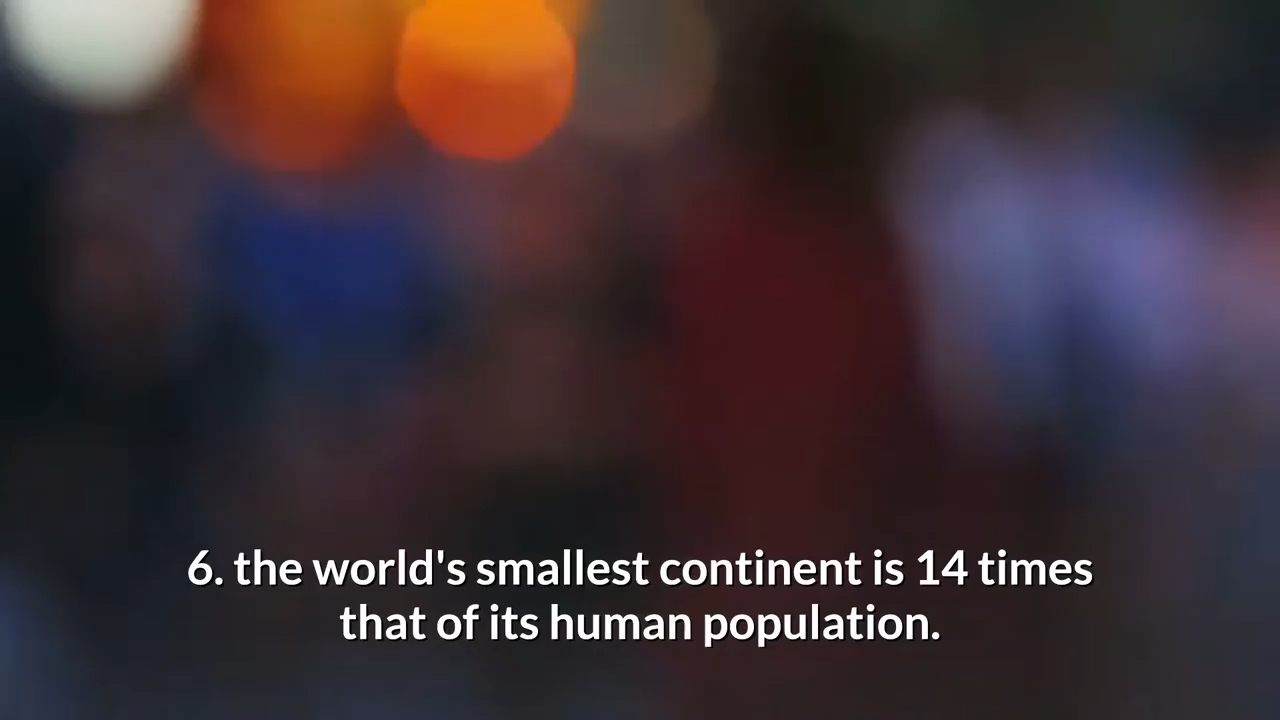 6. the world's smallest continent is 14 times
that of its human population.